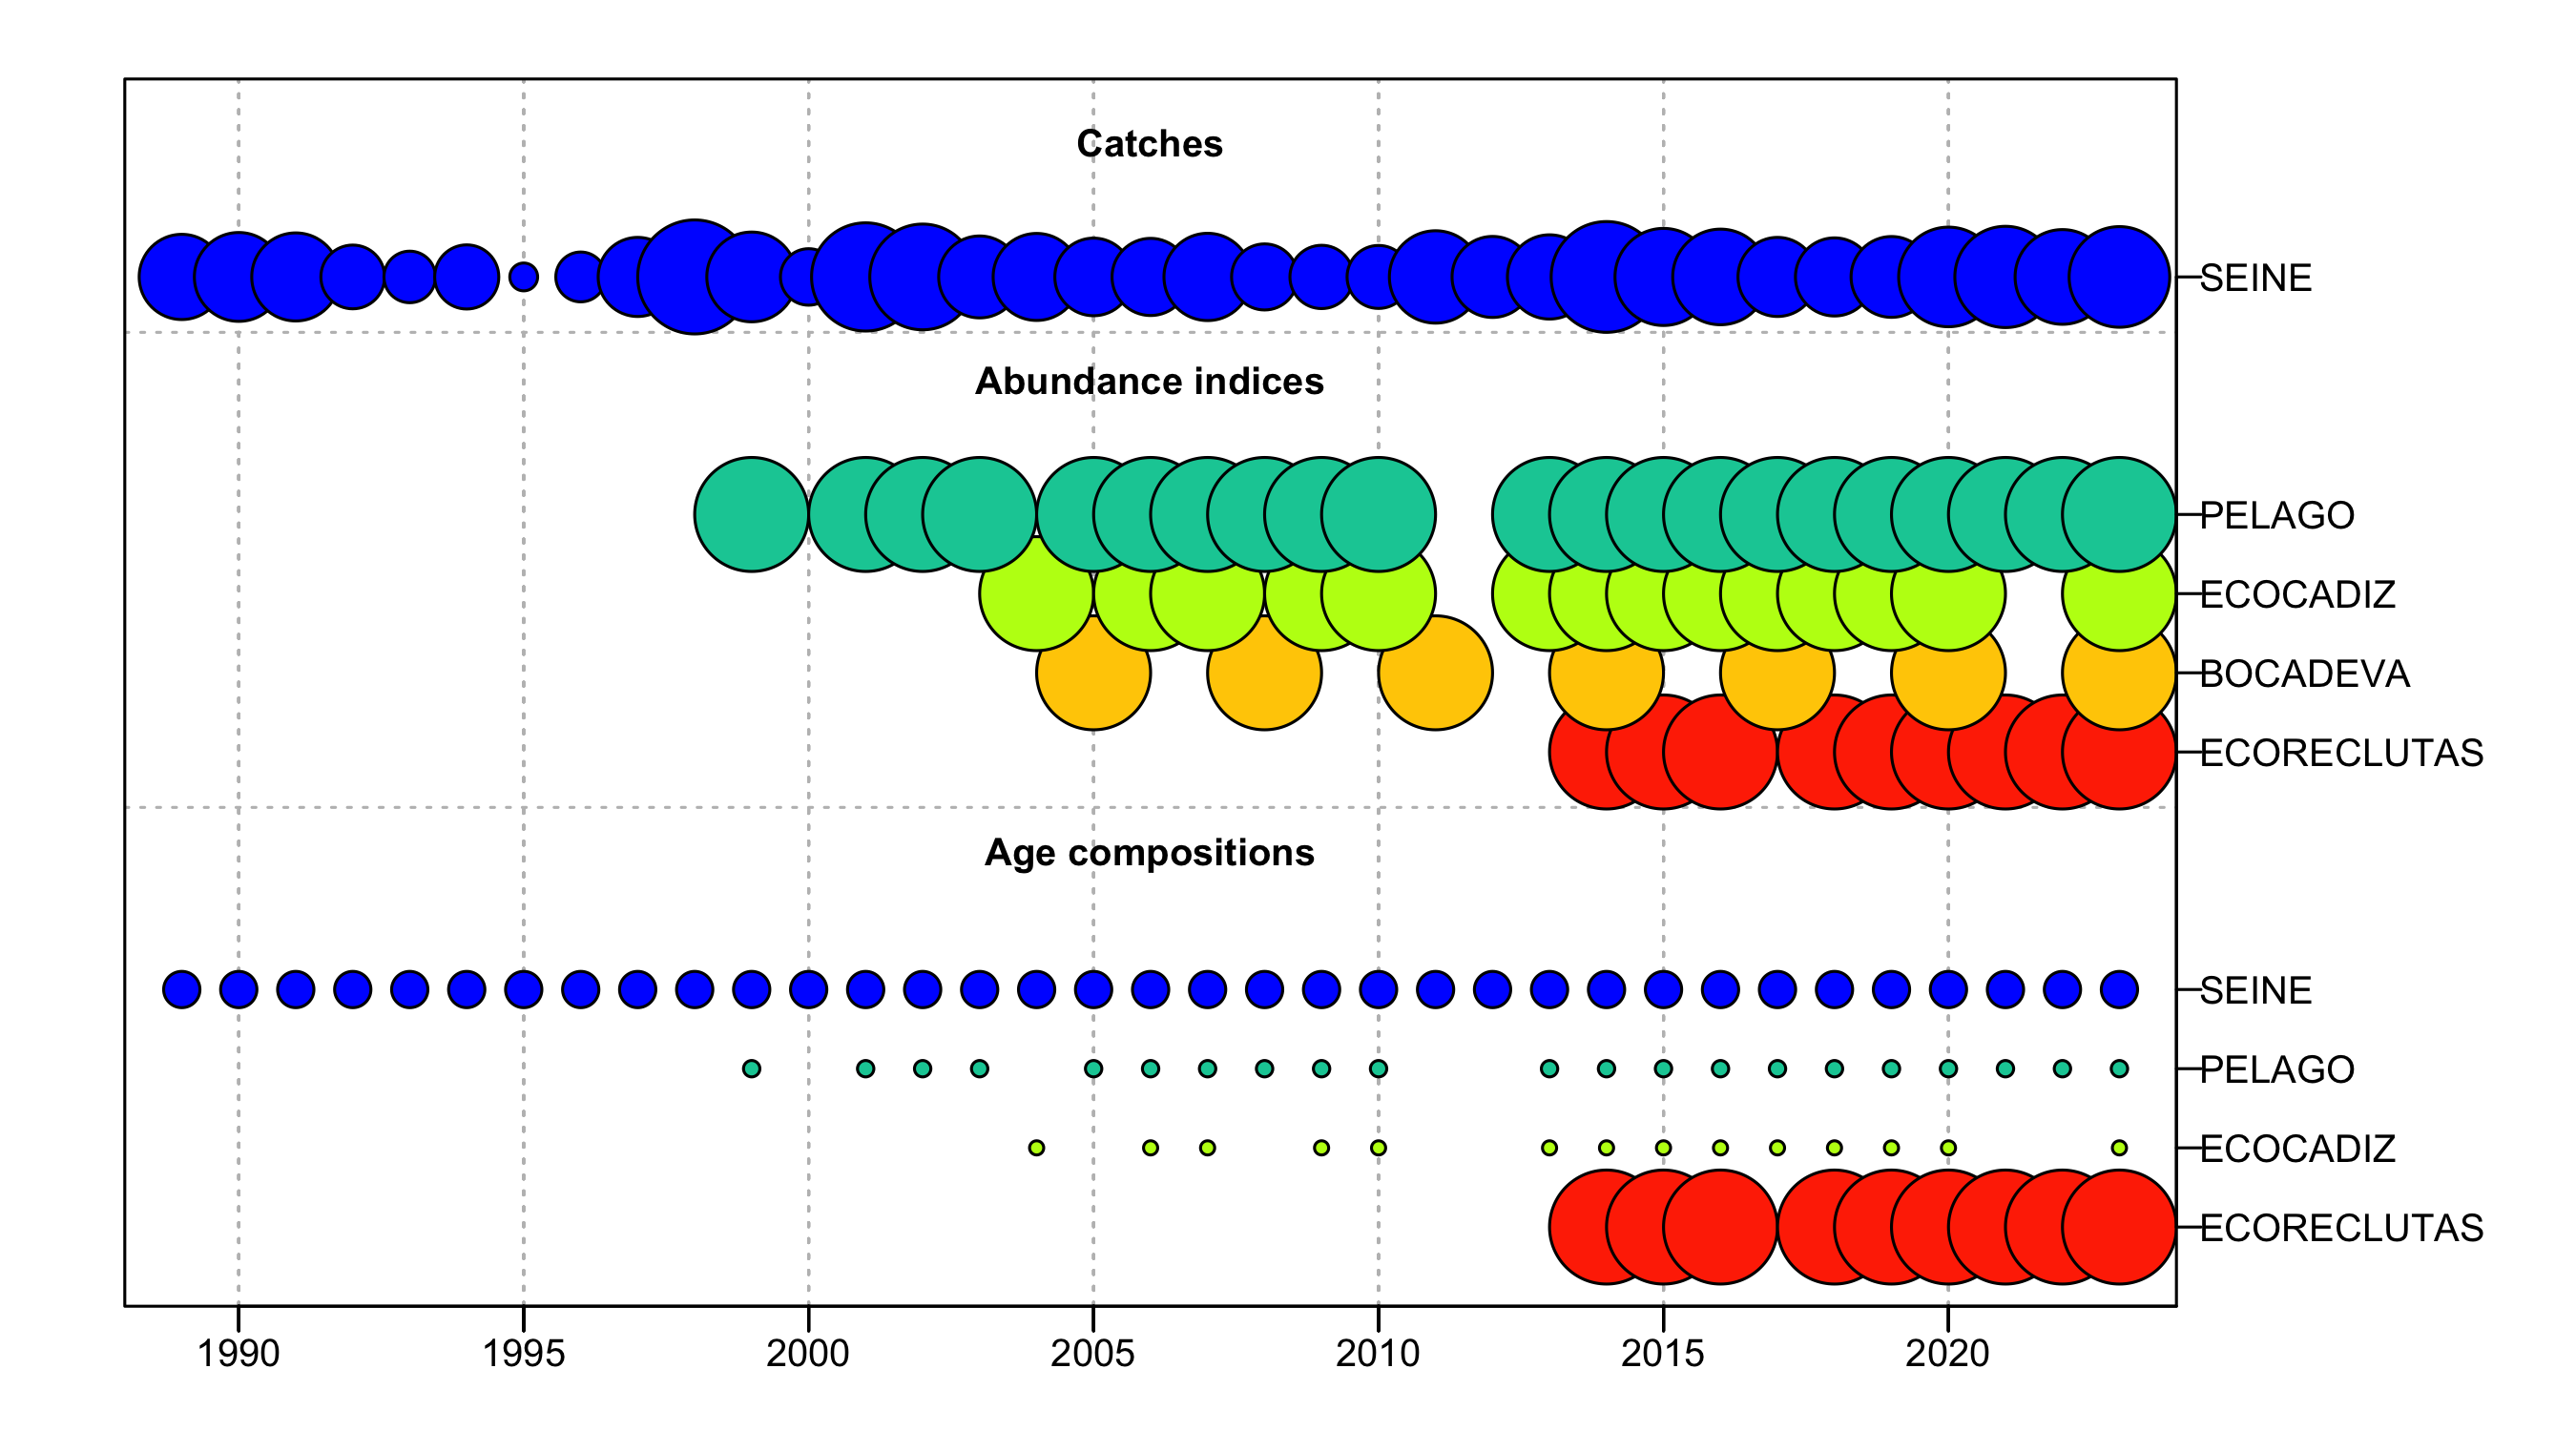 Catches
SEINE
Abundance indices
PELAGO
ECOCADIZ
BOCADEVA
ECORECLUTAS
Age compositions
SEINE
PELAGO
ECOCADIZ
ECORECLUTAS
1990 1995 2000 2005 2010 2015 2020